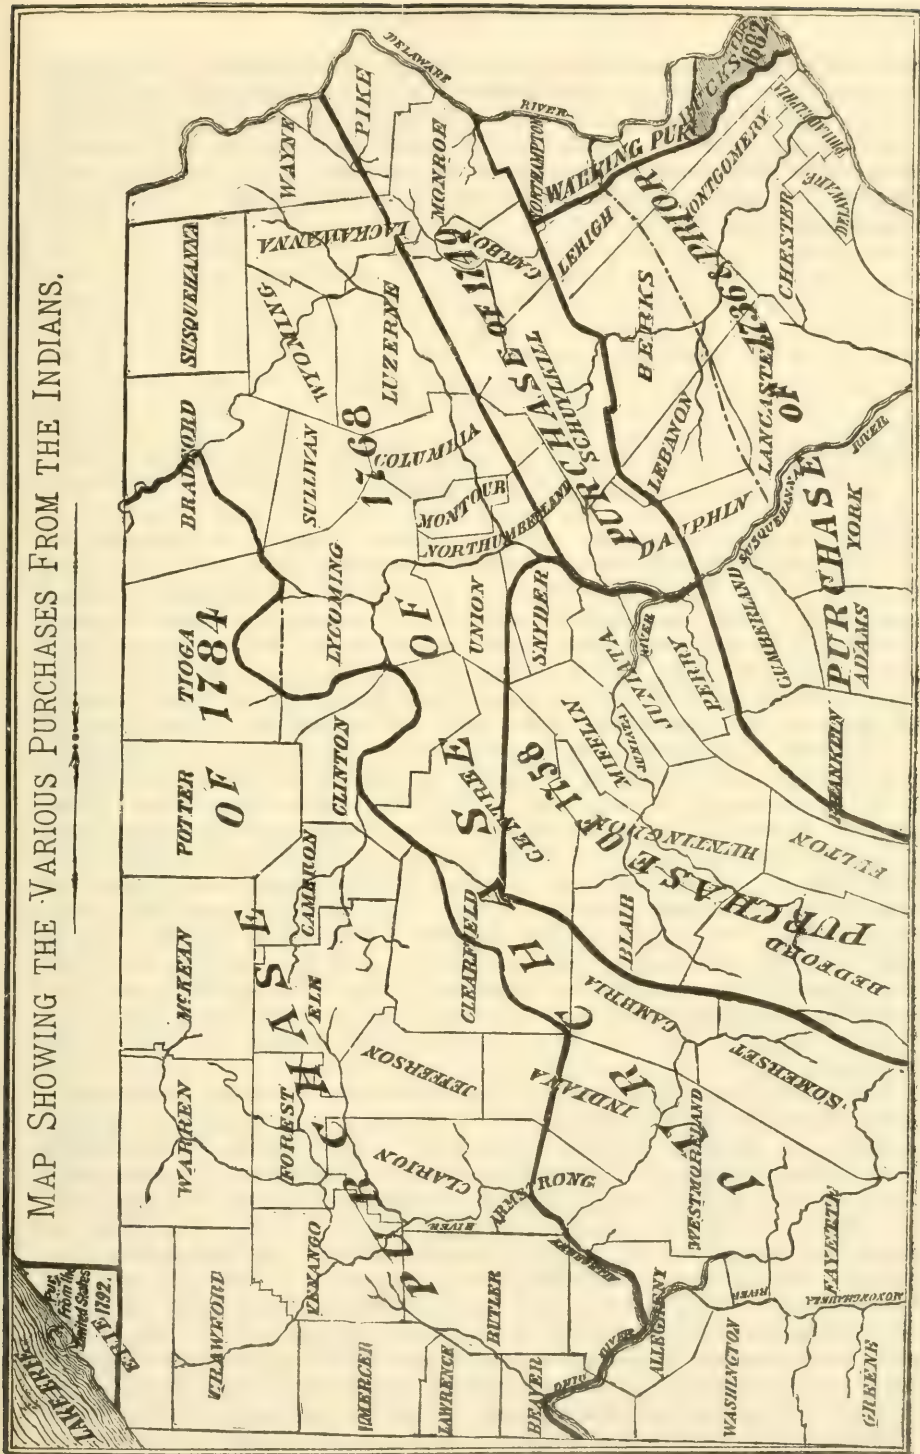 MAP SHOWING THE VARIOUS PURCHASES FROM THE INDIANS.
LAKE ERIE
Pur.
From the
United States
1792.
ERIE
CRAWFORD
WARREN
McKEAN
POTTER
TIOGA
BRADFORD
SUSQUEHANNA
WAYNE
PIKE
DELAWARE
RIVER
MERCER
VENANGO
FOREST
ELK
CAMERON
CLINTON
LYCOMING
SULLIVAN
WYOMING
LACKAWANNA
LUZERNE
MONROE
PURCHASE
OF
1784
LAWRENCE
BUTLER
CLARION
JEFFERSON
CLEARFIELD
CENTRE
UNION
MONTOUR
COLUMBIA
NORTHUMBERLAND
CARBON
NORTHAMPTON
SCHUYLKILL
LEHIGH
PURCHASE
OF
1768
PURCHASE OF 1749
WALKING PUR.
BUCKS
1682
BEAVER
OHIO
RIVER
ALLEGHENY
ARMSTRONG
RIVER
INDIANA
CAMBRIA
BLAIR
HUNTINGDON
MIFFLIN
SNYDER
JUNIATA
JUNIATA
RIVER
PERRY
DAUPHIN
LEBANON
BERKS
MONTGOMERY
PHILADELPHIA
DELAWARE
CHESTER
LANCASTER
PURCHASE OF 1758
PURCHASE
OF
1736 & PRIOR
WASHINGTON
RIVER
WESTMORELAND
SOMERSET
BEDFORD
FULTON
FRANKLIN
CUMBERLAND
ADAMS
YORK
SUSQUEHANNA
RIVER
GREENE
MONONGAHELA
FAYETTE